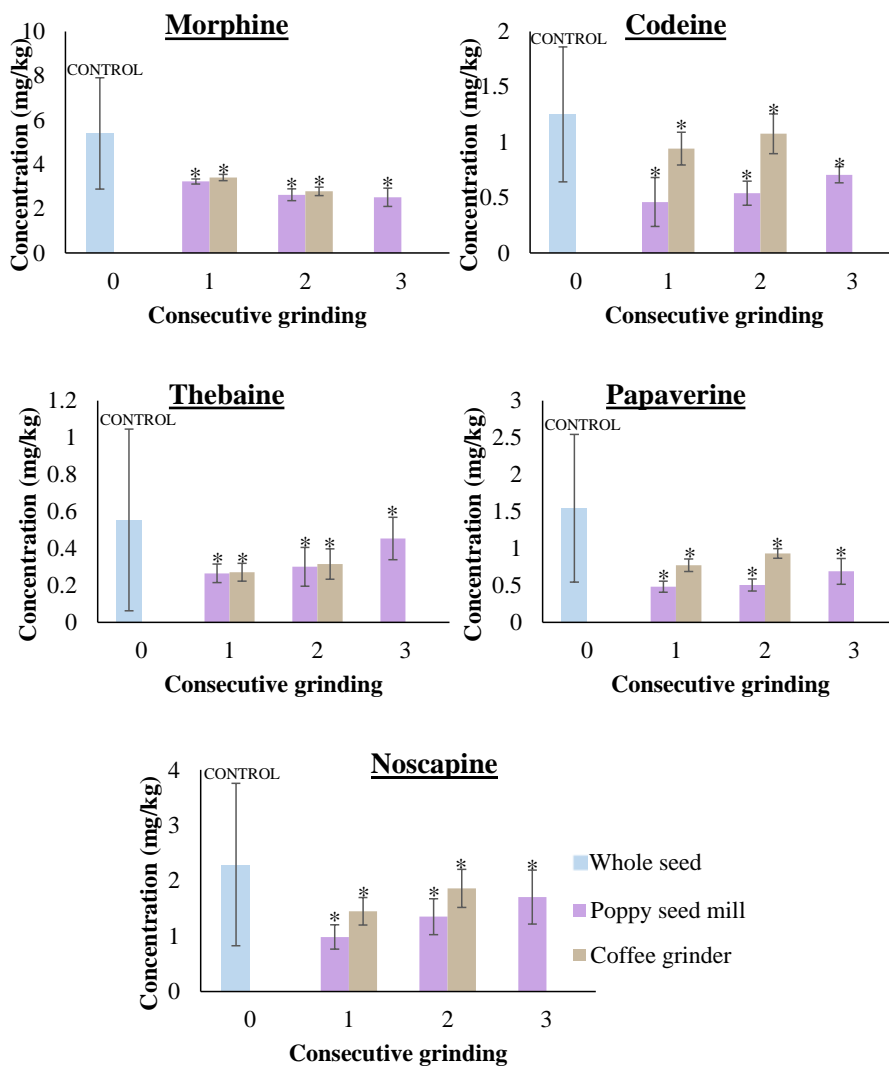 Morphine
Concentration (mg/kg)
10
8
6
4
2
0
CONTROL
* * * * *
0 1 2 3
Consecutive grinding
Codeine
Concentration (mg/kg)
2
1.5
1
0.5
0
CONTROL
* * * * *
0 1 2 3
Consecutive grinding
Thebaine
Concentration (mg/kg)
1.2
1
0.8
0.6
0.4
0.2
0
CONTROL
* * * * *
0 1 2 3
Consecutive grinding
Papaverine
Concentration (mg/kg)
3
2.5
2
1.5
1
0.5
0
CONTROL
* * * * *
0 1 2 3
Consecutive grinding
Noscapine
Concentration (mg/kg)
4
3
2
1
0
CONTROL
* * * * *
0 1 2 3
Consecutive grinding
Whole seed
Poppy seed mill
Coffee grinder